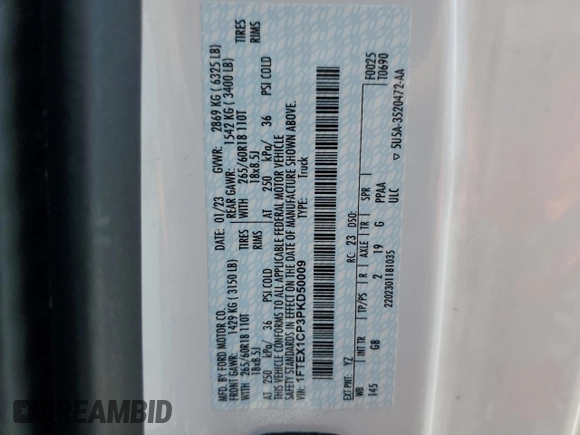 MFD. BY FORD MOTOR CO.
DATE: 01/23
GVWR: 2869 KG ( 6325 LB)
FRONT GAWR: 1429 KG ( 3150 LB)
REAR GAWR: 1542 KG ( 3400 LB)
WITH 265/60R18 110T TIRES
WITH 265/60R18 110T TIRES
18x8.5J RIMS
18x8.5J RIMS
AT 250 kPa/ 36 PSI COLD
AT 250 kPa/ 36 PSI COLD
THIS VEHICLE CONFORMS TO ALL APPLICABLE FEDERAL MOTOR VEHICLE
SAFETY STANDARDS IN EFFECT ON THE DATE OF MANUFACTURE SHOWN ABOVE.
VIN: 1FTEX1CP3PKD50009
TYPE: Truck
F0025
T0690
EXT PNT: YZ RC: 23 DSO:
WB INT TR TP/PS R AXLE TR SPR
145 GB 2 19 G PPAA
2202301181035 ULC
▽ 5U5A-3520472-AA
DREAMBID